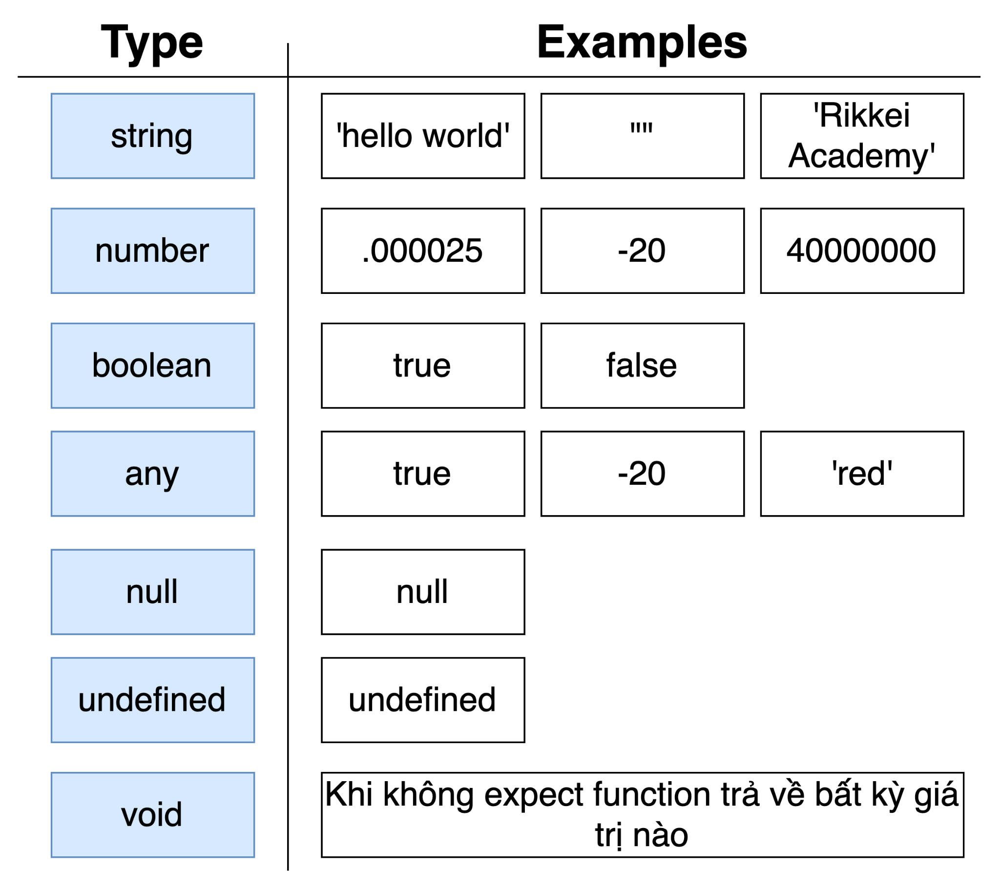 Type
Examples
string
'hello world'
""
'Rikkei
Academy'
number
.000025
-20
40000000
boolean
true
false
any
true
-20
'red'
null
null
undefined
undefined
void
Khi không expect function trả về bất kỳ giá
trị nào